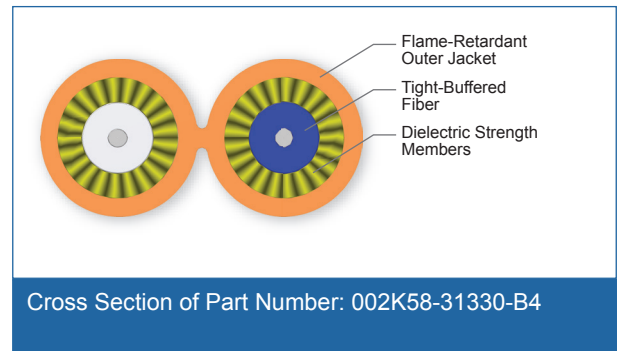 Flame-Retardant
Outer Jacket
Tight-Buffered
Fiber
Dielectric Strength
Members
Cross Section of Part Number: 002K58-31330-B4